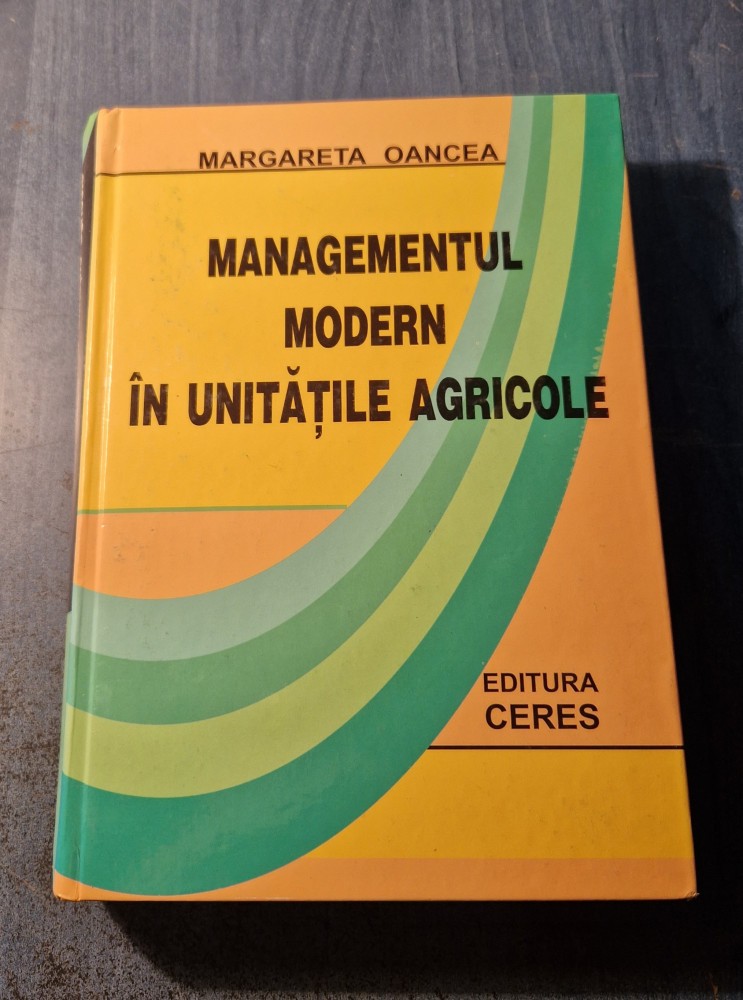 MARGARETA OANCEA
MANAGEMENTUL
MODERN
ÎN UNITĂȚILE AGRICOLE
EDITURA
CERES